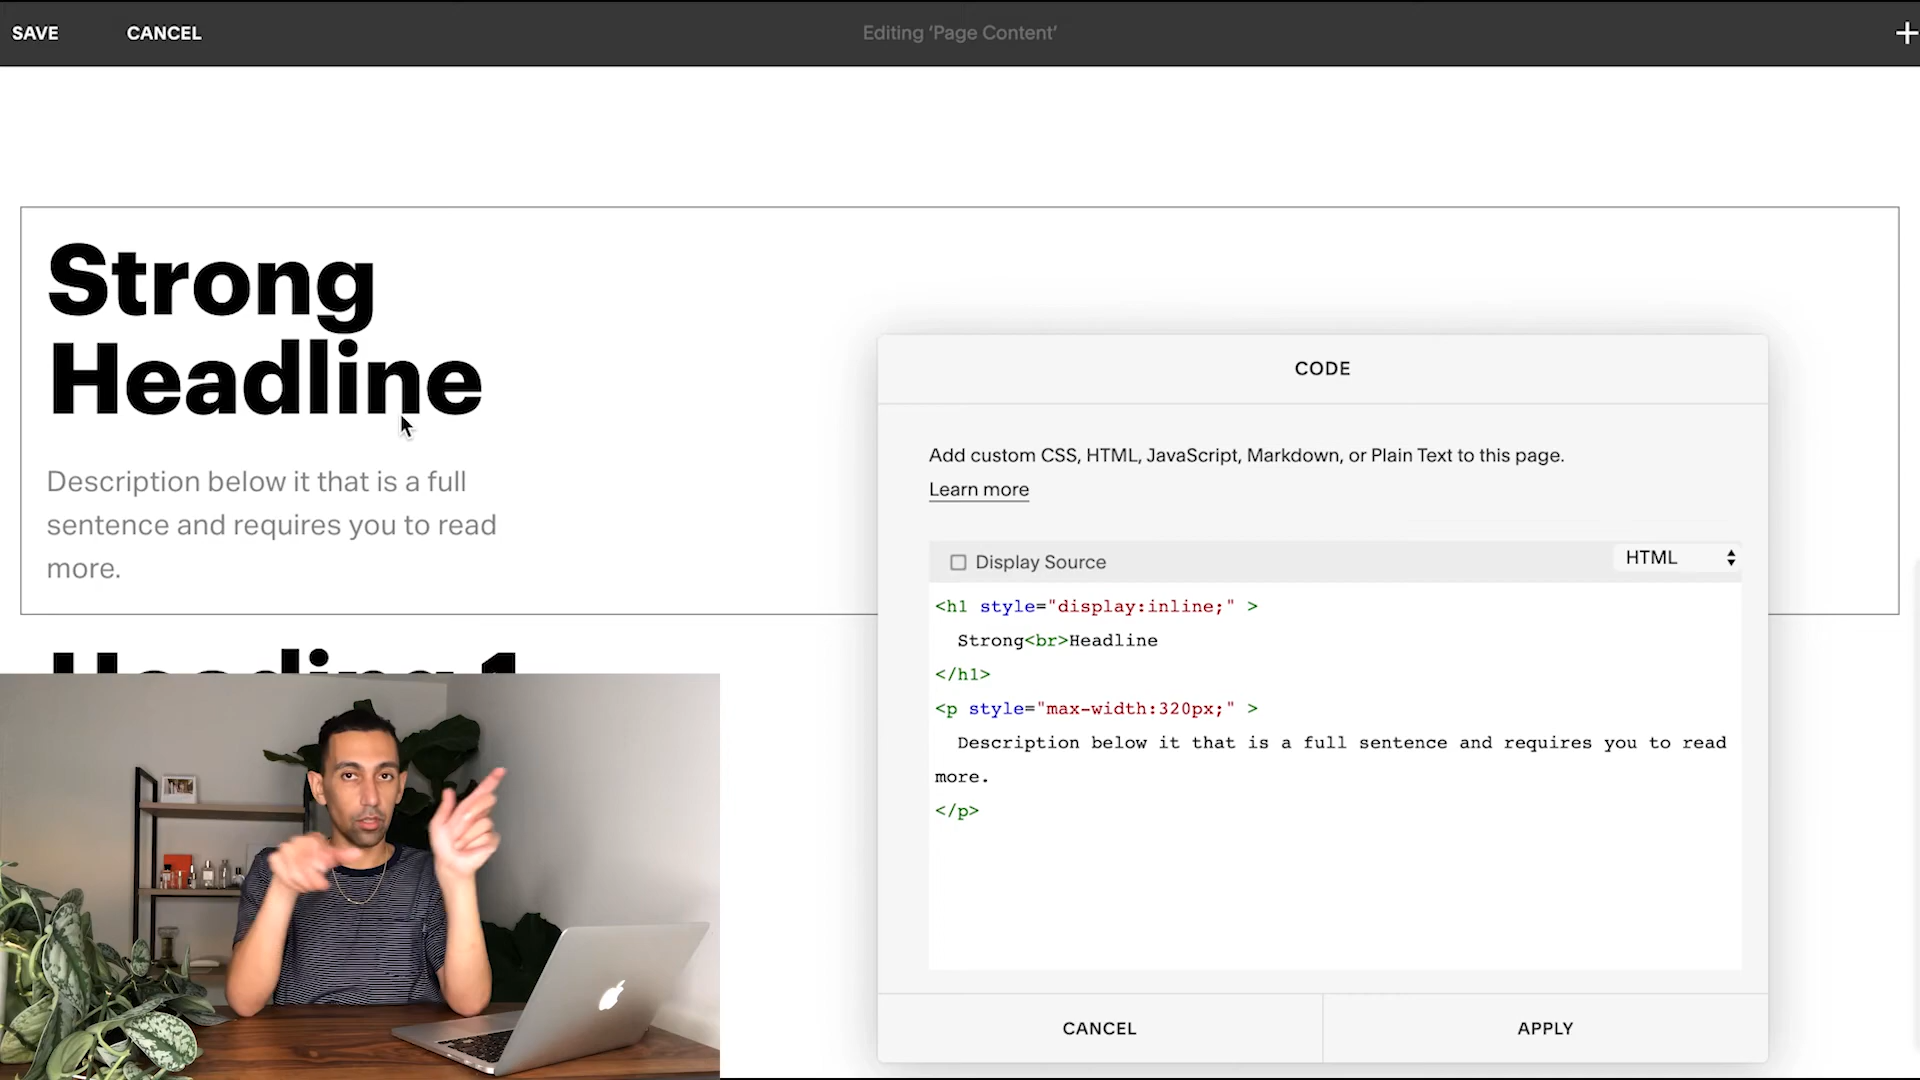 SAVE
CANCEL
Editing ‘Page Content’
Strong
Headline
Description below it that is a full
sentence and requires you to read
more.
Heading 1
CODE
Add custom CSS, HTML, JavaScript, Markdown, or Plain Text to this page.
Learn more
Display Source
HTML
<h1 style="display:inline;" >
Strong<br>Headline
</h1>
<p style="max-width:320px;" >
Description below it that is a full sentence and requires you to read
more.
</p>
CANCEL
APPLY